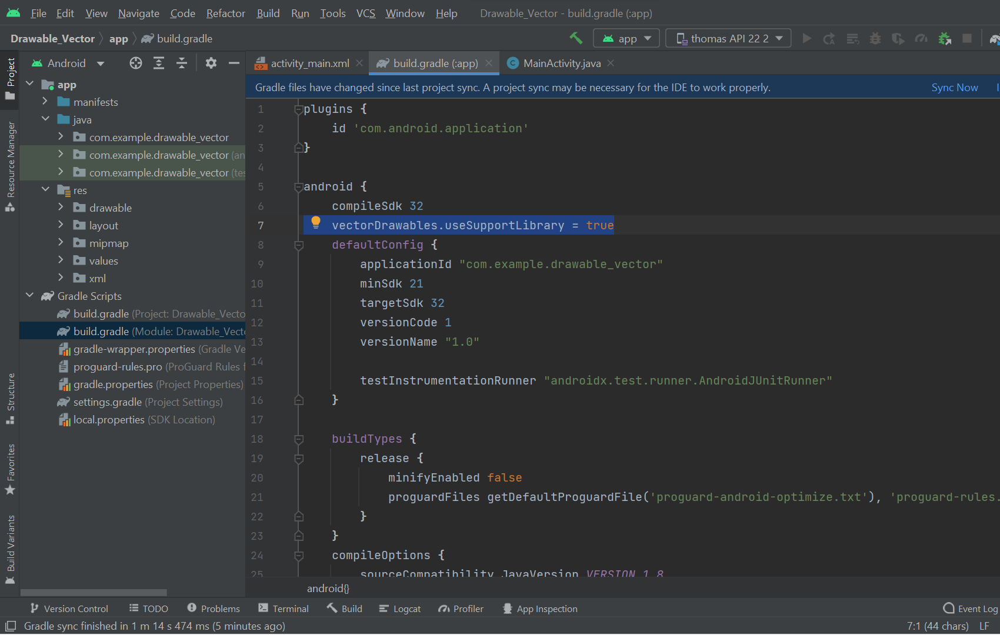 File Edit View Navigate Code Refactor Build Run Tools VCS Window Help Drawable_Vector - build.gradle (:app)
Drawable_Vector app build.gradle app thomas API 22 2
Android activity_main.xml build.gradle (:app) MainActivity.java
Gradle files have changed since last project sync. A project sync may be necessary for the IDE to work properly. Sync Now
Project
Resource Manager
Structure
Favorites
Build Variants
app
manifests
java
com.example.drawable_vector
com.example.drawable_vector (an
com.example.drawable_vector (tes
res
drawable
layout
mipmap
values
xml
Gradle Scripts
build.gradle (Project: Drawable_Vecto
build.gradle (Module: Drawable_Vect
gradle-wrapper.properties (Gradle Ve
proguard-rules.pro (ProGuard Rules f
gradle.properties (Project Properties)
settings.gradle (Project Settings)
local.properties (SDK Location)
1 plugins {
2 id 'com.android.application'
3 }
4
5 android {
6 compileSdk 32
7 vectorDrawables.useSupportLibrary = true
8 defaultConfig {
9 applicationId "com.example.drawable_vector"
10 minSdk 21
11 targetSdk 32
12 versionCode 1
13 versionName "1.0"
14
15 testInstrumentationRunner "androidx.test.runner.AndroidJUnitRunner"
16 }
17
18 buildTypes {
19 release {
20 minifyEnabled false
21 proguardFiles getDefaultProguardFile('proguard-android-optimize.txt'), 'proguard-rules.
22 }
23 }
24 compileOptions {
25 sourceCompatibility JavaVersion.VERSION_1_8
android{}
Version Control TODO Problems Terminal Build Logcat Profiler App Inspection Event Log
Gradle sync finished in 1 m 14 s 474 ms (5 minutes ago) 7:1 (44 chars) LF